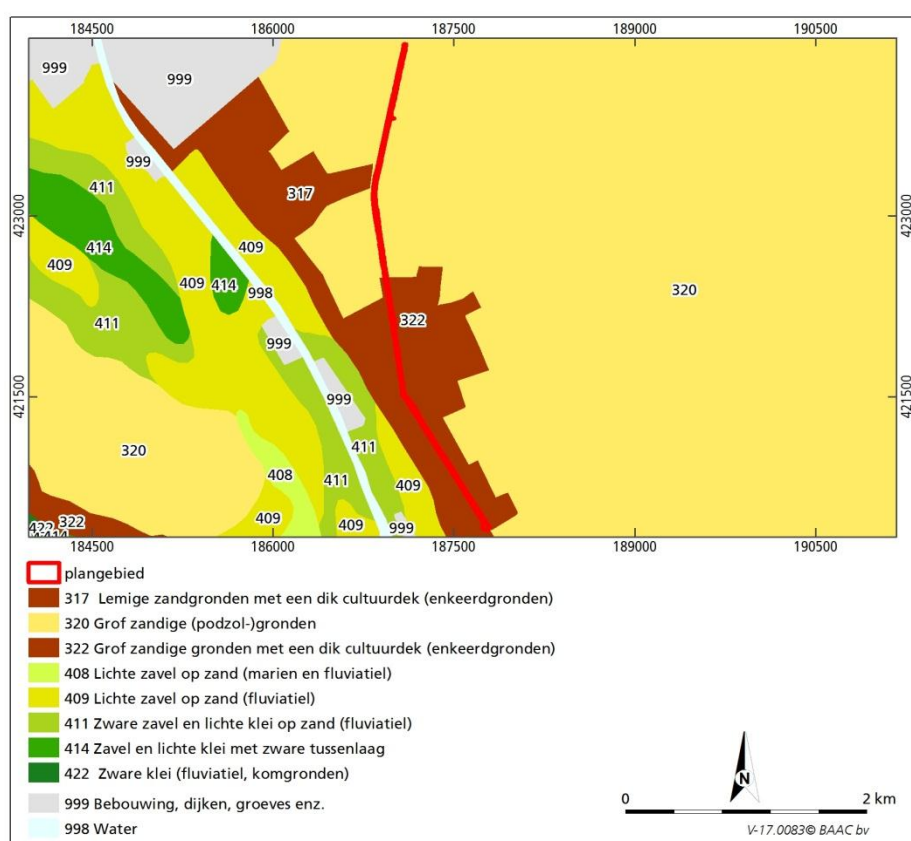 184500 186000 187500 189000 190500
999
999
999
411
317
423000
423000
414
409
409
409
414
998
320
411
322
999
421500
421500
999
320
411
408
411
409
409
409
999
322
422
414
184500 186000 187500 189000 190500
plangebied
317 Lemige zandgronden met een dik cultuurdek (enkeerdgronden)
320 Grof zandige (podzol-)gronden
322 Grof zandige gronden met een dik cultuurdek (enkeerdgronden)
408 Lichte zavel op zand (marien en fluviatiel)
409 Lichte zavel op zand (fluviatiel)
411 Zware zavel en lichte klei op zand (fluviatiel)
414 Zavel en lichte klei met zware tussenlaag
422 Zware klei (fluviatiel, komgronden)
999 Bebouwing, dijken, groeves enz.
998 Water
N
0 2 km
V-17.0083© BAAC bv